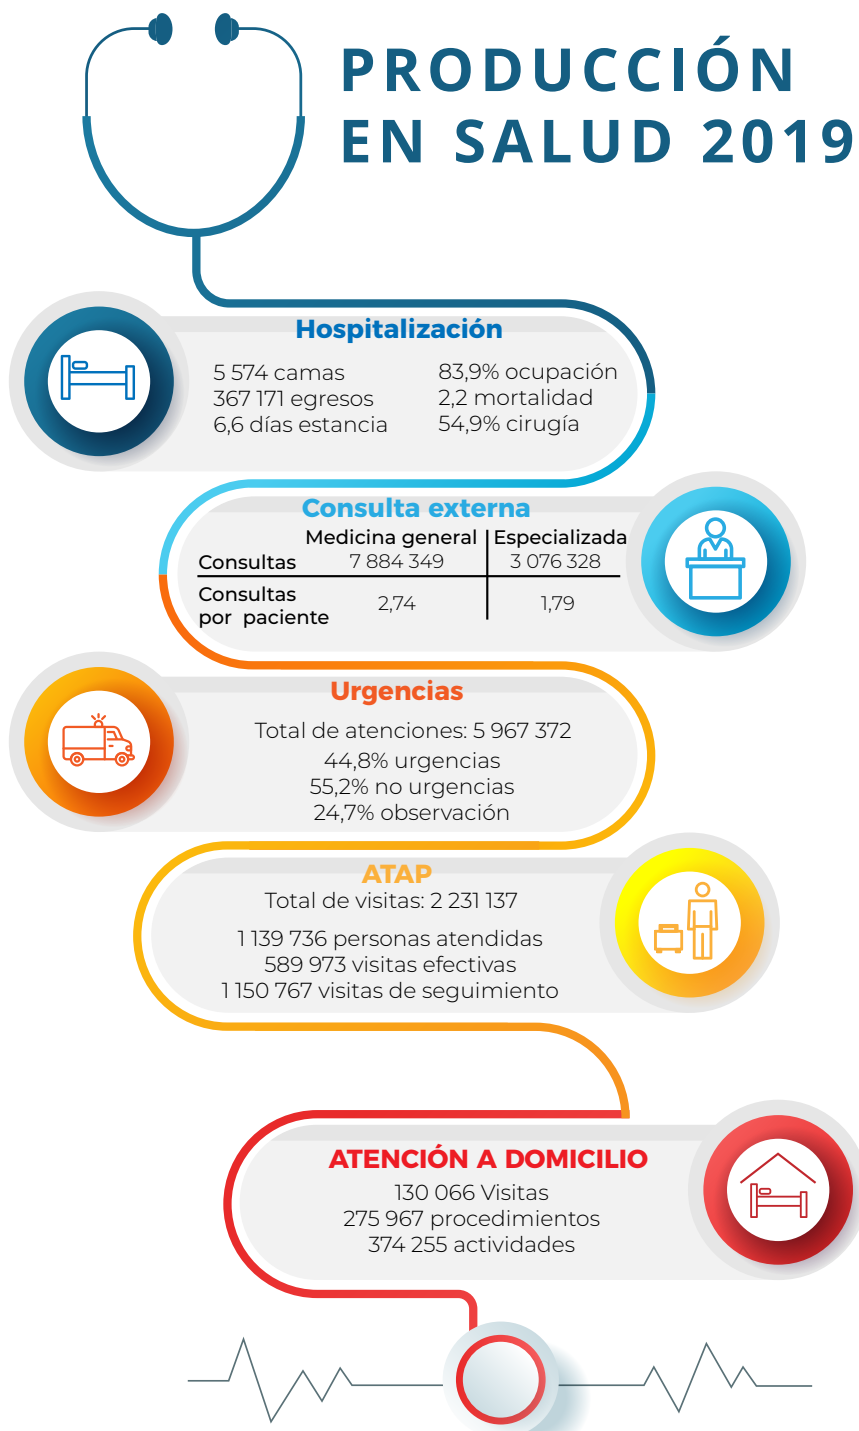 PRODUCCIÓN
EN SALUD 2019
Hospitalización
5 574 camas
367 171 egresos
6,6 días estancia
83,9% ocupación
2,2 mortalidad
54,9% cirugía
Consulta externa
Medicina general Especializada
Consultas 7 884 349 3 076 328
Consultas
por paciente 2,74 1,79
Urgencias
Total de atenciones: 5 967 372
44,8% urgencias
55,2% no urgencias
24,7% observación
ATAP
Total de visitas: 2 231 137
1 139 736 personas atendidas
589 973 visitas efectivas
1 150 767 visitas de seguimiento
ATENCIÓN A DOMICILIO
130 066 Visitas
275 967 procedimientos
374 255 actividades